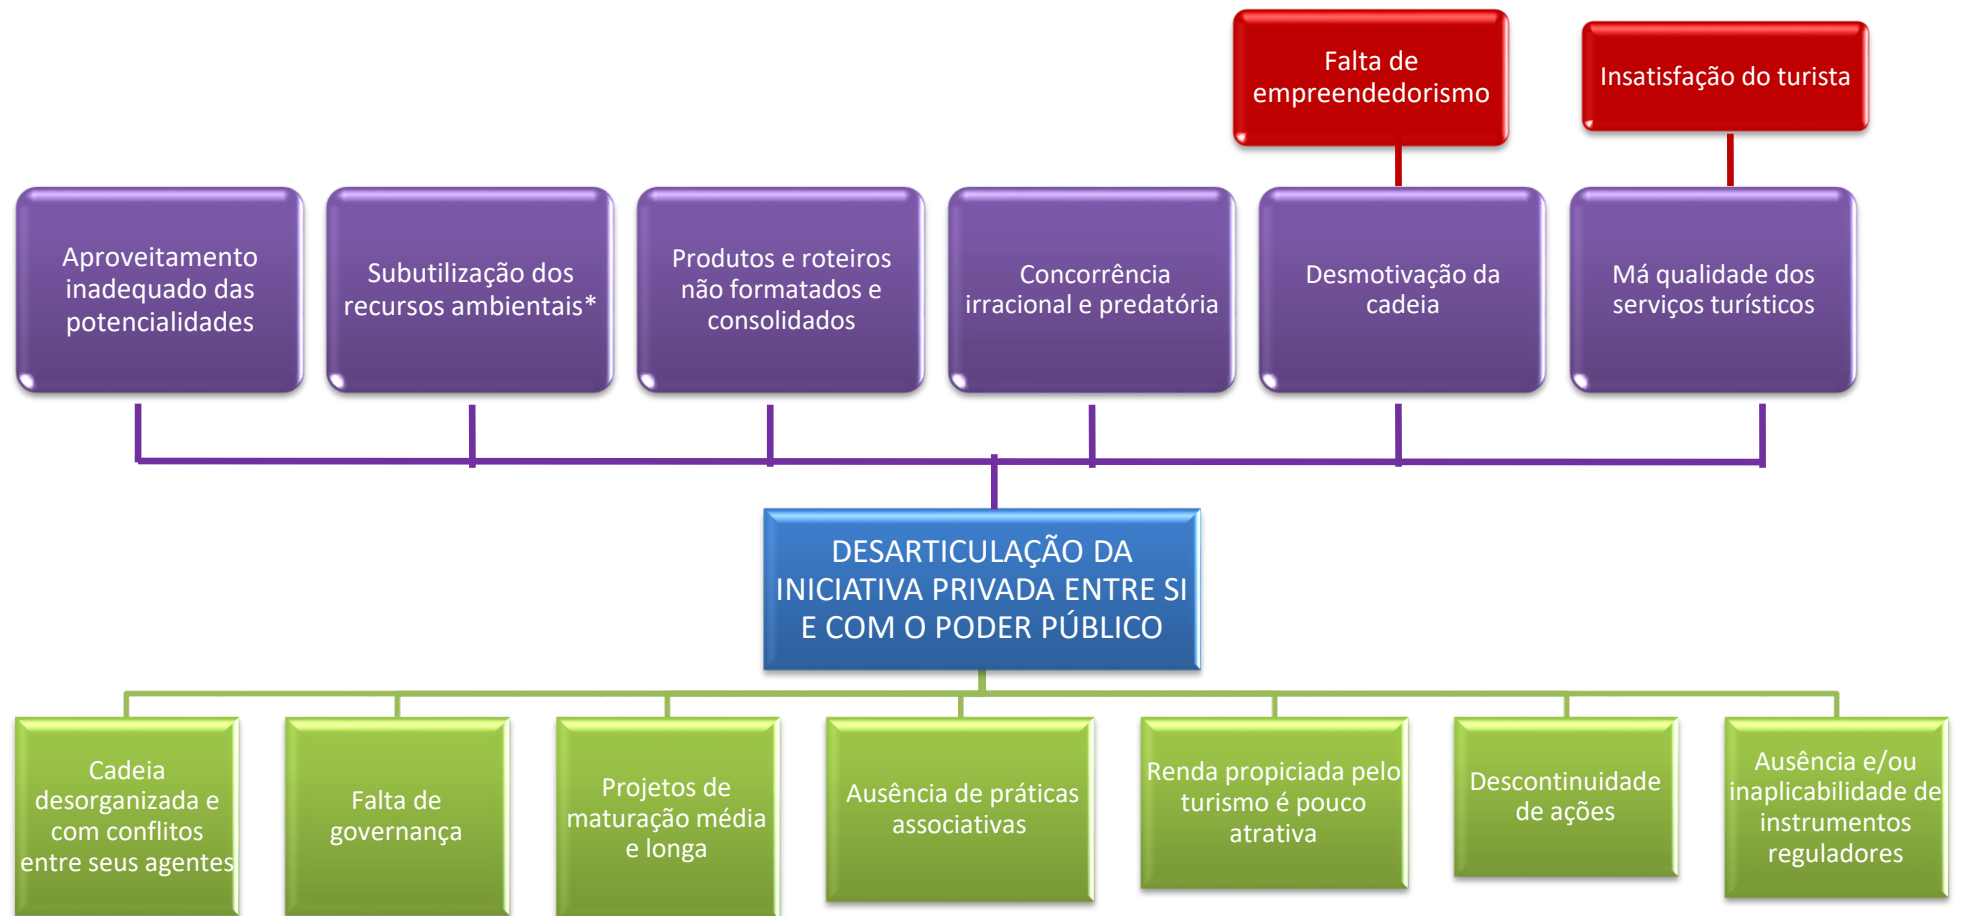 Falta de
empreendedorismo
Insatisfação do turista
Aproveitamento
inadequado das
potencialidades
Subutilização dos
recursos ambientais*
Produtos e roteiros
não formatados e
consolidados
Concorrência
irracional e predatória
Desmotivação da
cadeia
Má qualidade dos
serviços turísticos
DESARTICULAÇÃO DA
INICIATIVA PRIVADA ENTRE SI
E COM O PODER PÚBLICO
Cadeia
desorganizada e
com conflitos
entre seus agentes
Falta de
governança
Projetos de
maturação média
e longa
Ausência de práticas
associativas
Renda propiciada pelo
turismo é pouco
atrativa
Descontinuidade
de ações
Ausência e/ou
inaplicabilidade de
instrumentos
reguladores